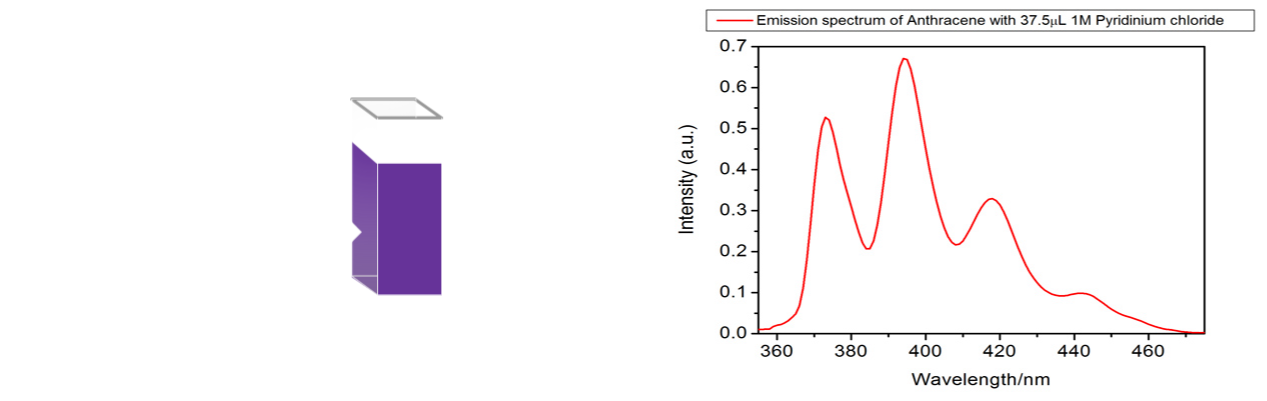 Emission spectrum of Anthracene with 37.5μL 1M Pyridinium chloride
Intensity (a.u.)
0.7
0.6
0.5
0.4
0.3
0.2
0.1
0.0
360 380 400 420 440 460
Wavelength/nm